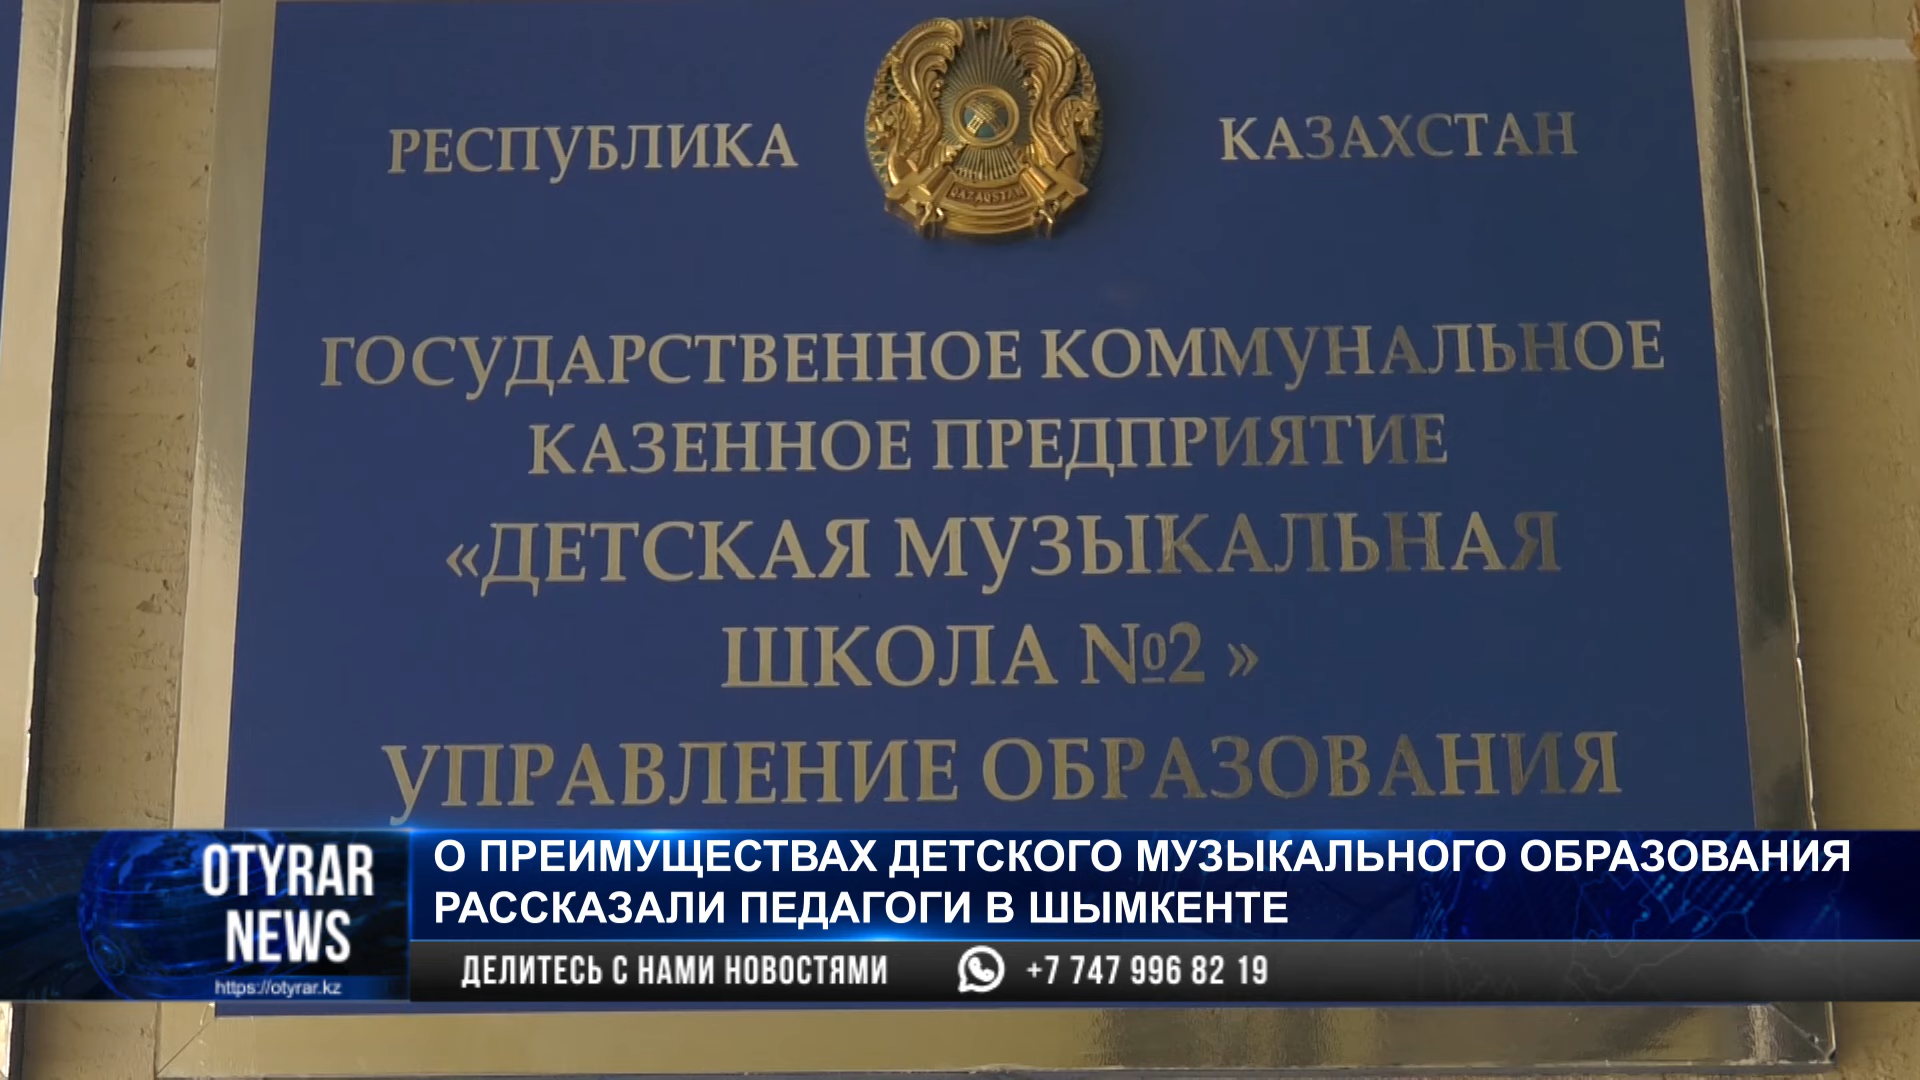 РЕСПУБЛИКА КАЗАХСТАН
QAZAQSTAN
ГОСУДАРСТВЕННОЕ КОММУНАЛЬНОЕ
КАЗЕННОЕ ПРЕДПРИЯТИЕ
«ДЕТСКАЯ МУЗЫКАЛЬНАЯ
ШКОЛА №2 »
УПРАВЛЕНИЕ ОБРАЗОВАНИЯ
OTYRAR
NEWS
https://otyrar.kz
О ПРЕИМУЩЕСТВАХ ДЕТСКОГО МУЗЫКАЛЬНОГО ОБРАЗОВАНИЯ
РАССКАЗАЛИ ПЕДАГОГИ В ШЫМКЕНТЕ
ДЕЛИТЕСЬ С НАМИ НОВОСТЯМИ +7 747 996 82 19